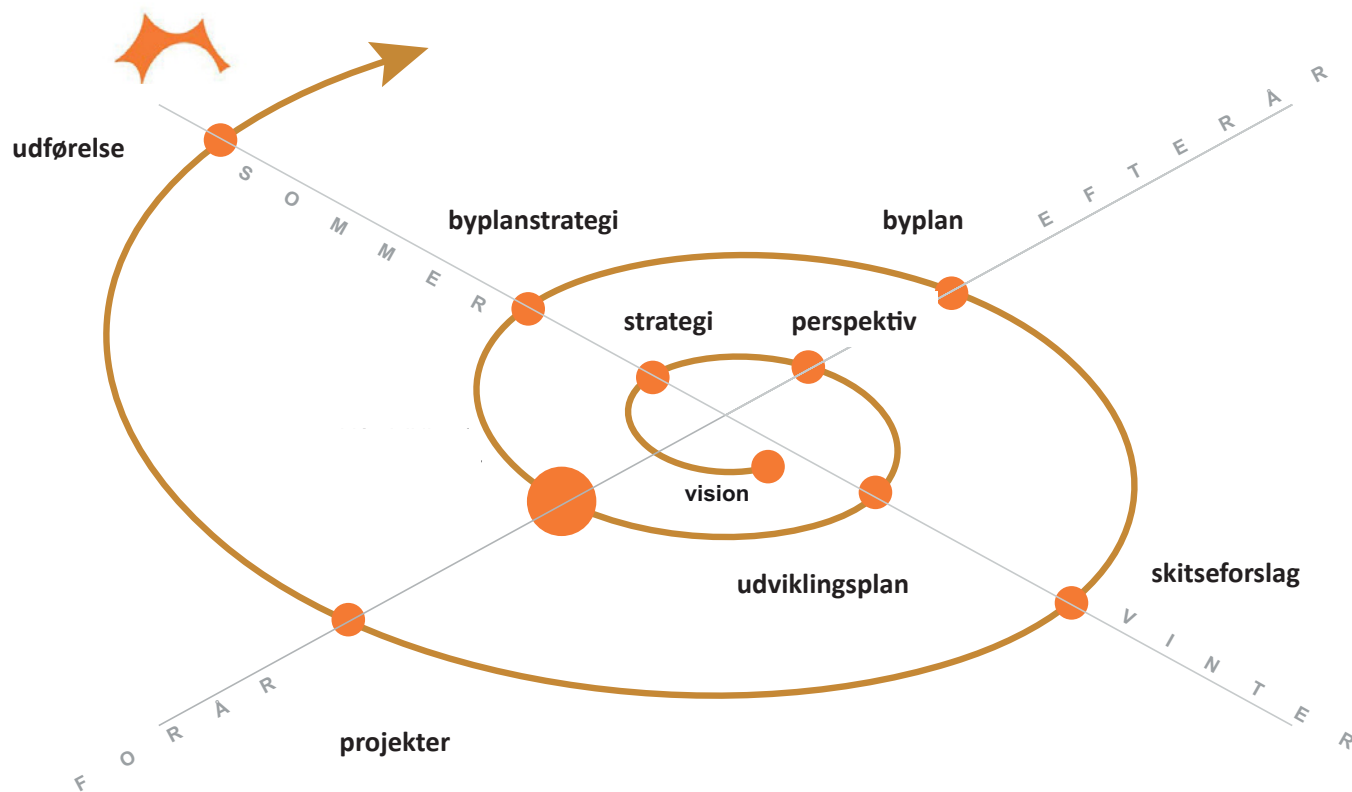 EFTERÅR
udførelse
SOMMER
byplanstrategi
byplan
strategi
perspektiv
vision
udviklingsplan
skitseforslag
VINTER
FORÅR
projekter